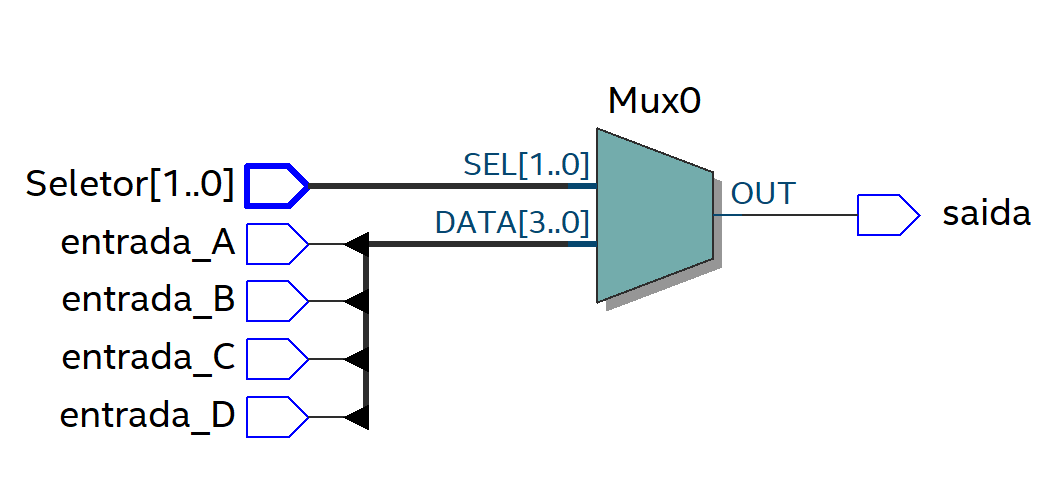 Mux0
Seletor[1..0]
SEL[1..0]
entrada_A
DATA[3..0]
OUT
saida
entrada_B
entrada_C
entrada_D